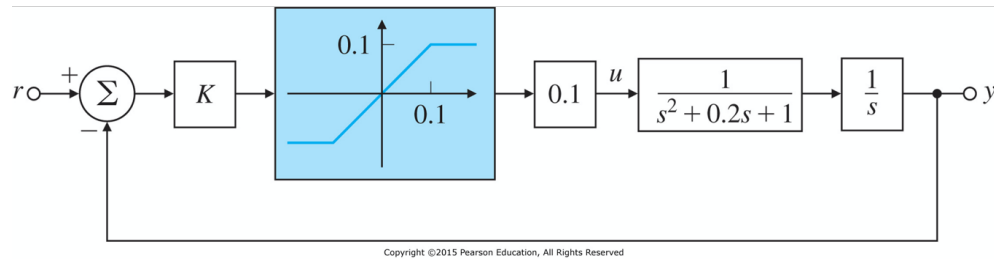 0.1
0.1
r
+
Σ
−
K
0.1
u
1
s² + 0.2s + 1
1
s
y
Copyright ©2015 Pearson Education, All Rights Reserved